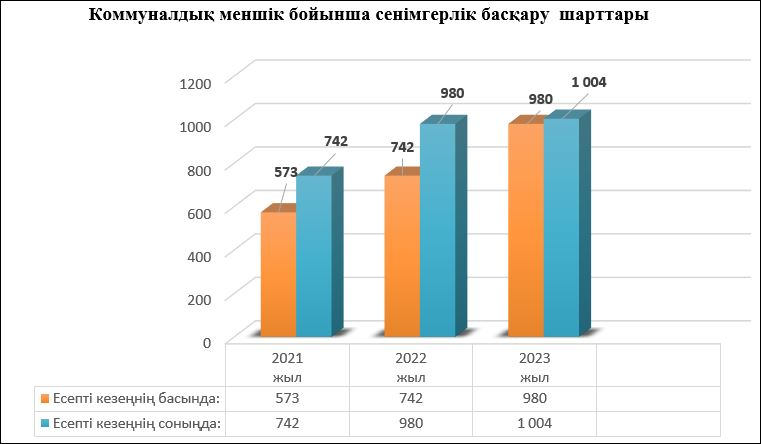 Коммуналдық меншік бойынша сенімгерлік басқару шарттары
1200
1000
800
600
400
200
0
573
742
742
980
980
1 004
2021 жыл
2022 жыл
2023 жыл
Есепті кезеңнің басында: 573 742 980
Есепті кезеңнің соныңда: 742 980 1 004